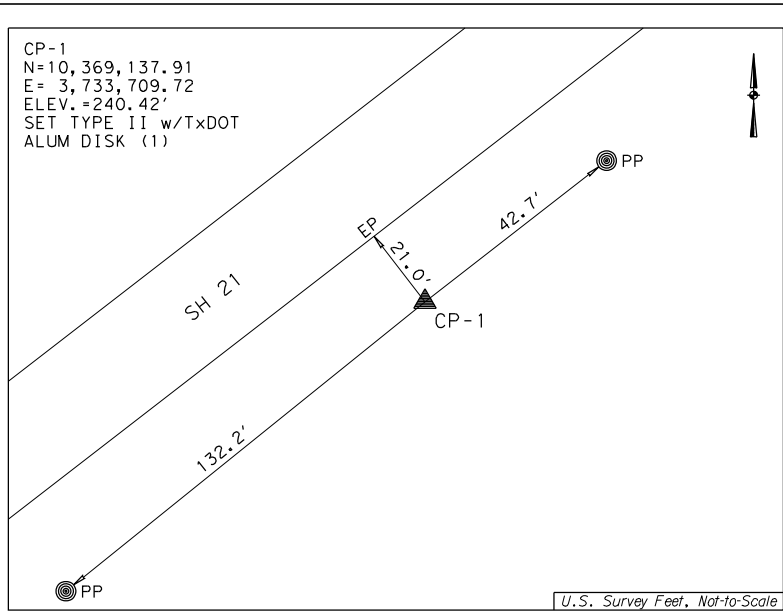 CP-1
N=10,369,137.91
E= 3,733,709.72
ELEV.=240.42'
SET TYPE II w/TxDOT
ALUM DISK (1)
PP
42.7'
EP
21.0'
SH 21
CP-1
132.2'
PP
U.S. Survey Feet, Not-to-Scale